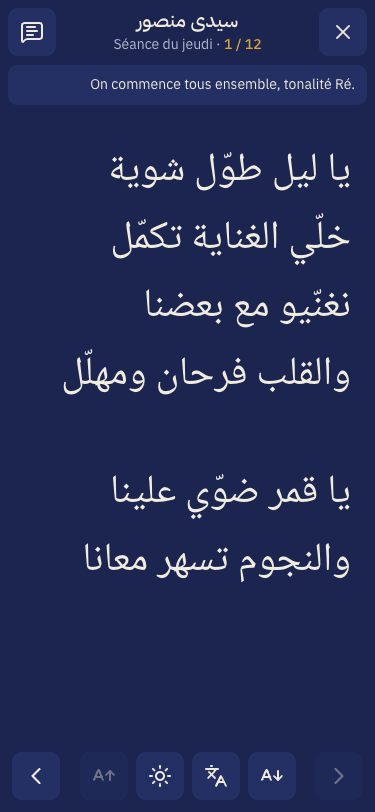 سيدي منصور
Séance du jeudi · 1 / 12
On commence tous ensemble, tonalité Ré.
يا ليل طوّل شوية
خلّي الغناية تكمّل
نغنّيو مع بعضنا
والقلب فرحان ومهلّل
يا قمر ضوّي علينا
والنجوم تسهر معانا
A↑
A↓